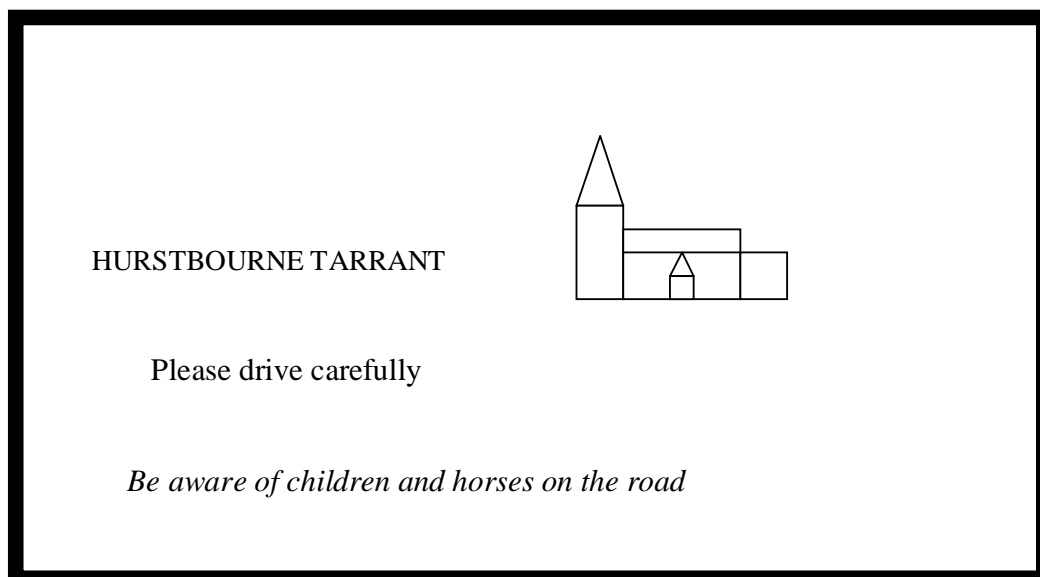 HURSTBOURNE TARRANT
Please drive carefully
Be aware of children and horses on the road